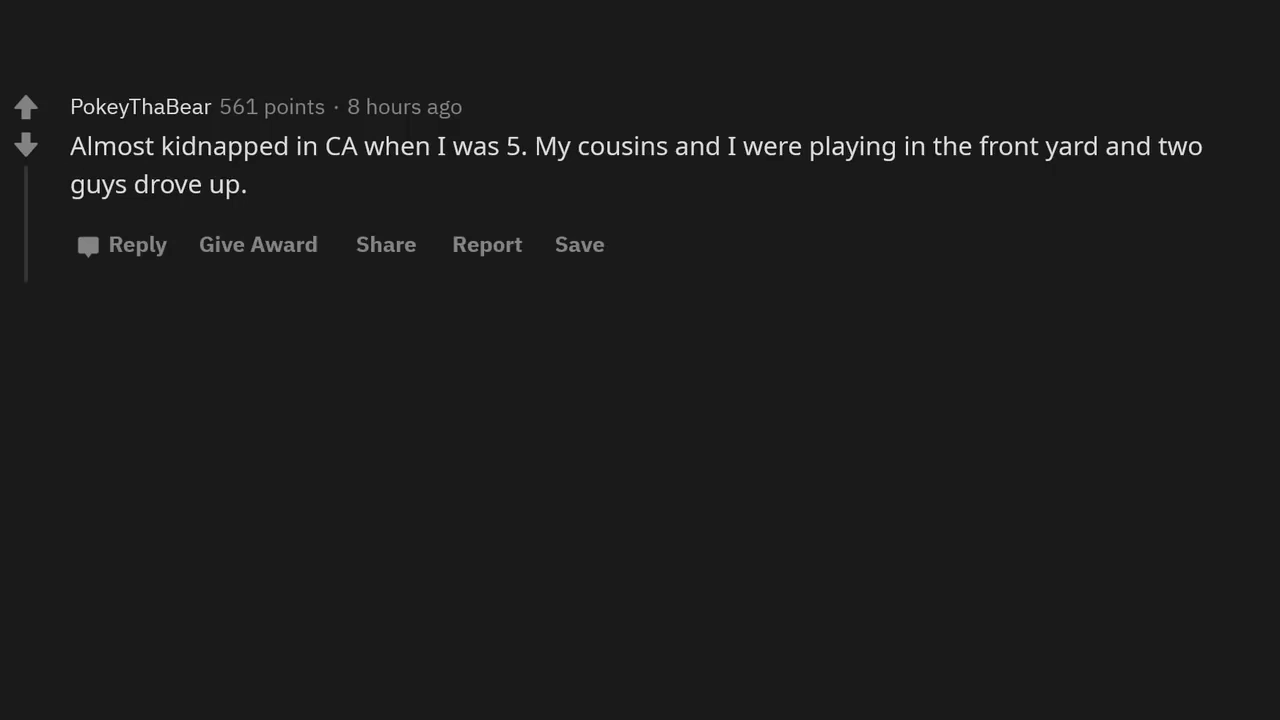 PokeyThaBear 561 points · 8 hours ago
Almost kidnapped in CA when I was 5. My cousins and I were playing in the front yard and two
guys drove up.
Reply Give Award Share Report Save